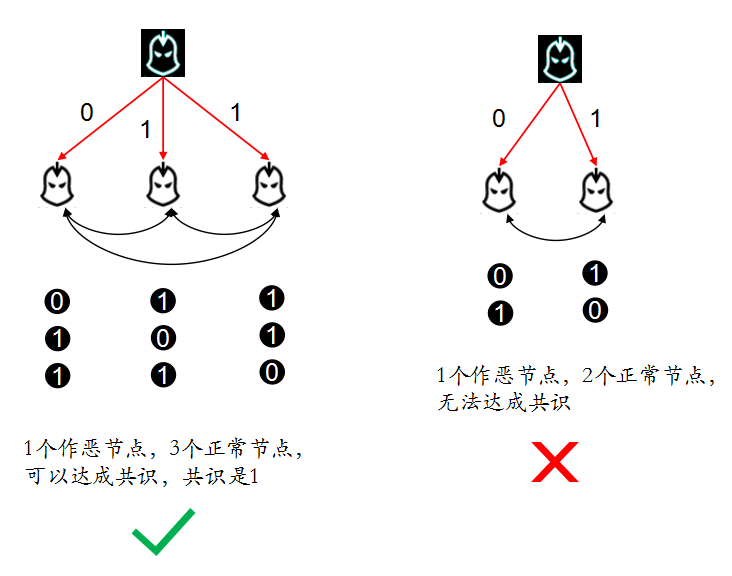 0
1
1
0 1 1
1 0 1
1 1 0
1个作恶节点，3个正常节点，
可以达成共识，共识是1
0
1
0 1
1 0
1个作恶节点，2个正常节点，
无法达成共识